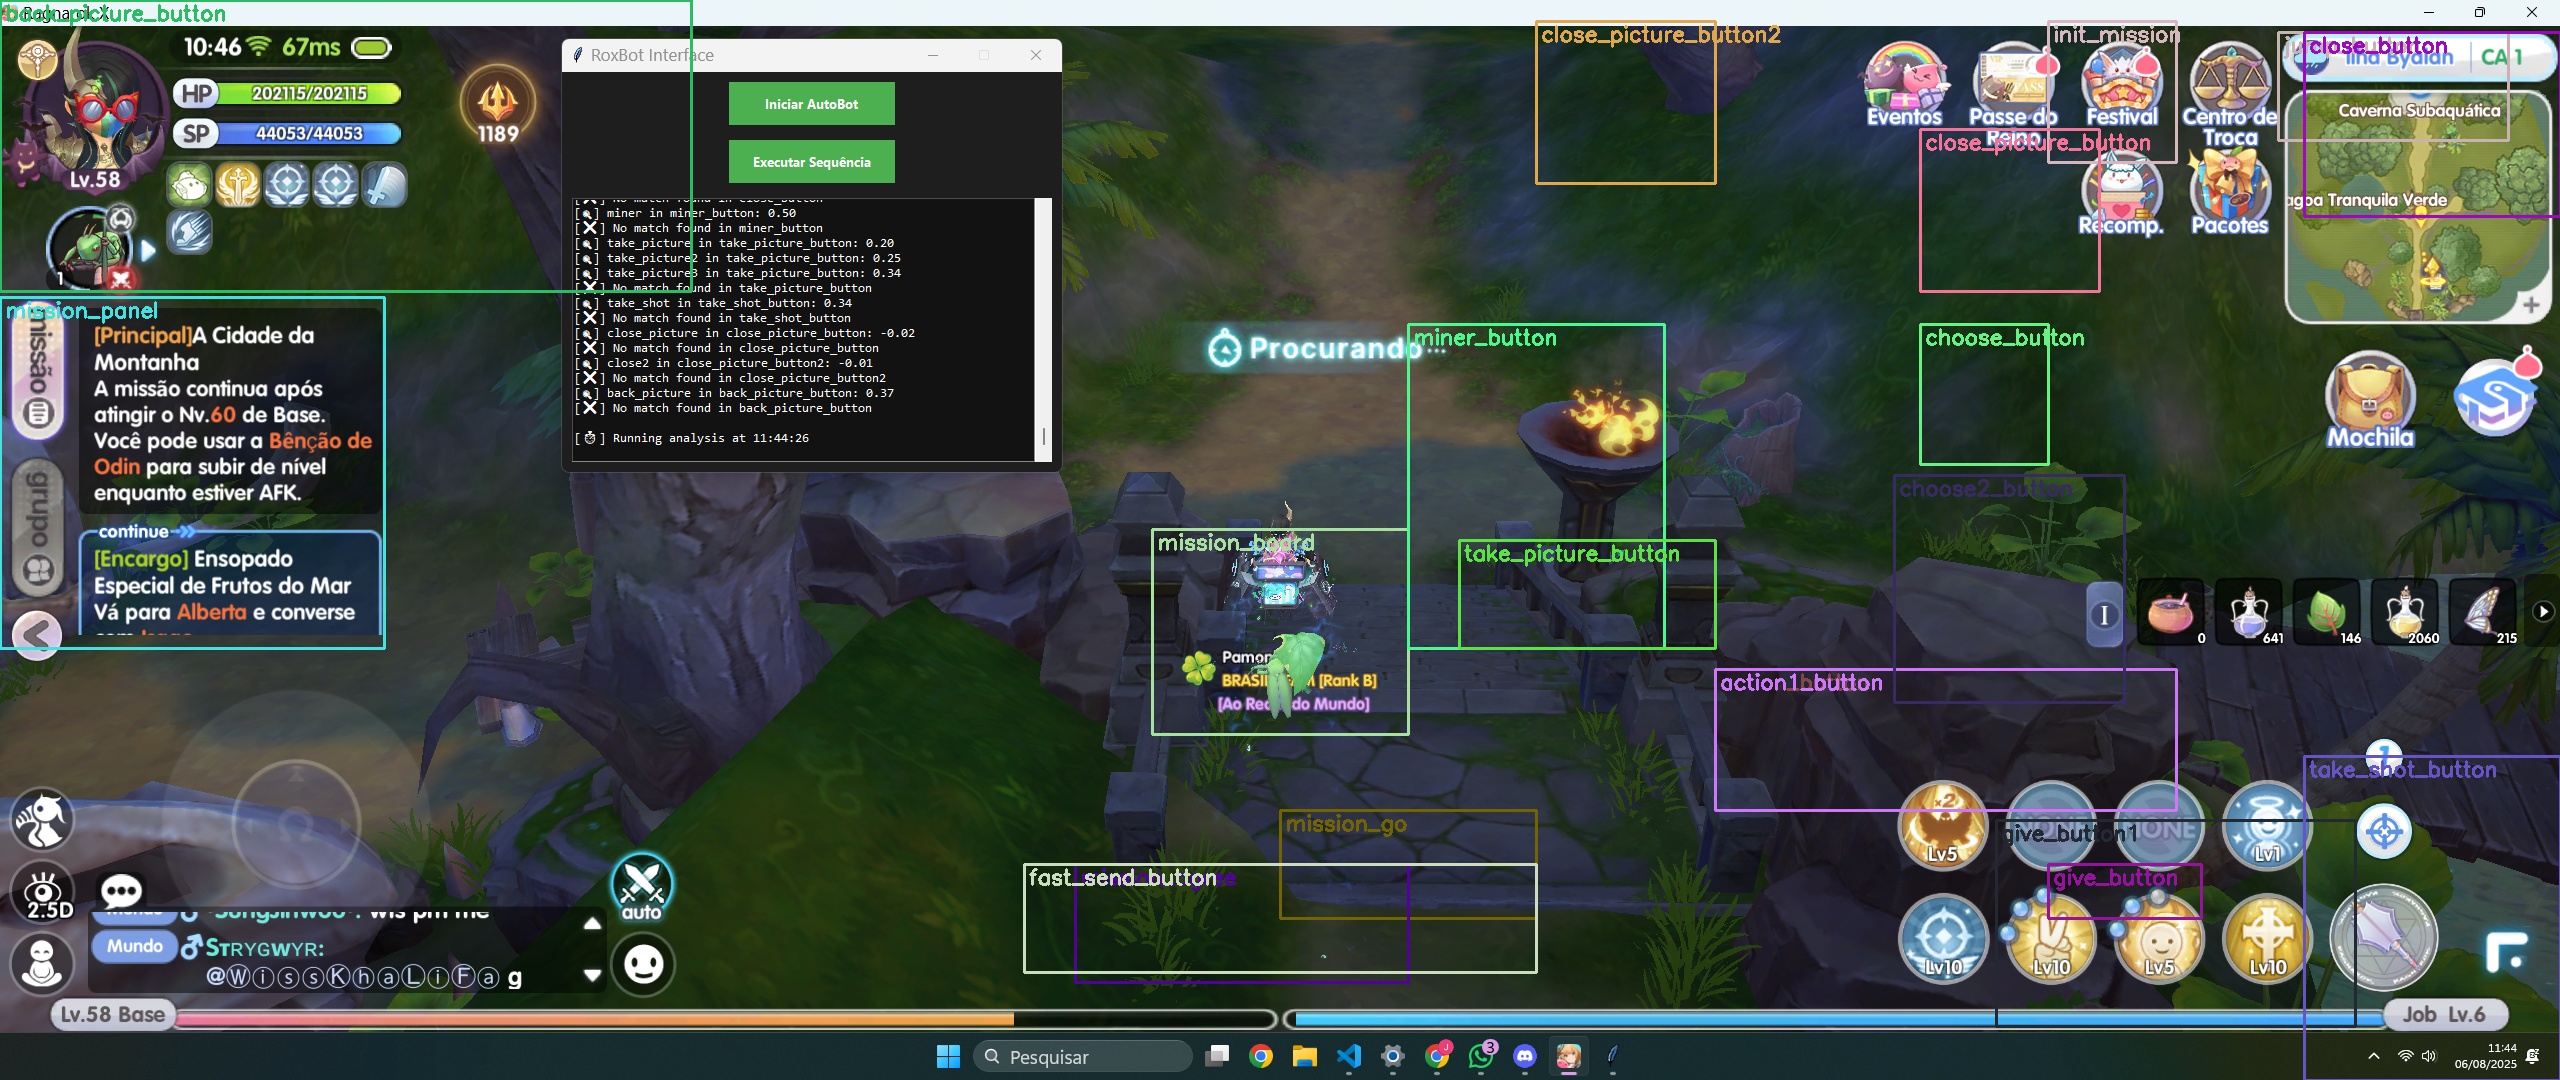 back_picture_button
10:46
67ms
HP
202115/202115
SP
44053/44053
1189
Lv.58
1
RoxBot Interface
Iniciar AutoBot
Executar Sequência
[🔍] miner in miner_button: 0.50
[❌] No match found in miner_button
[🔍] take_picture in take_picture_button: 0.20
[🔍] take_picture2 in take_picture_button: 0.25
[🔍] take_picture3 in take_picture_button: 0.34
[❌] No match found in take_picture_button
[🔍] take_shot in take_shot_button: 0.34
[❌] No match found in take_shot_button
[🔍] close_picture in close_picture_button: -0.02
[❌] No match found in close_picture_button
[🔍] close2 in close_picture_button2: -0.01
[❌] No match found in close_picture_button2
[🔍] back_picture in back_picture_button: 0.37
[❌] No match found in back_picture_button
[⏱] Running analysis at 11:44:26
close_picture_button2
init_mission
close_button
CA 1
Eventos
Passe do
Reino
Festival
Centro de
Troca
Caverna Subaquática
close_picture_button
Recomp.
Pacotes
agoa Tranquila Verde
mission_panel
missão
grupo
[Principal]A Cidade da
Montanha
A missão continua após
atingir o Nv.60 de Base.
Você pode usar a Bênção de
Odin para subir de nível
enquanto estiver AFK.
continue
[Encargo] Ensopado
Especial de Frutos do Mar
Vá para Alberta e converse
Procurando
miner_button
choose_button
Mochila
choose2_button
mission_board
take_picture_button
I
0
641
146
2060
215
BRASIL
[Rank B]
[Ao Redor do Mundo]
action1_button
take_shot_button
mission_go
give_button1
fast_send_button
give_button
Lv5
Lv1
2.5D
auto
Mundo
STRYGWYR:
@ⓌⓘⓢⓢⓀⓗⓐⓁⓘⒻⓐ g
Lv10
Lv10
Lv5
Lv10
Lv.58 Base
Job Lv.6
Pesquisar
3
11:44
06/08/2025